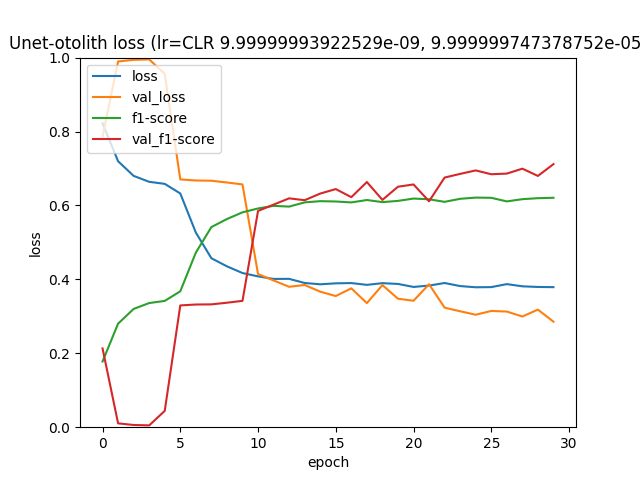 Unet-otolith loss (lr=CLR 9.99999993922529e-09, 9.999999747378752e-05
1.0
0.8
0.6
0.4
0.2
0.0
loss
loss
val_loss
f1-score
val_f1-score
0 5 10 15 20 25 30
epoch